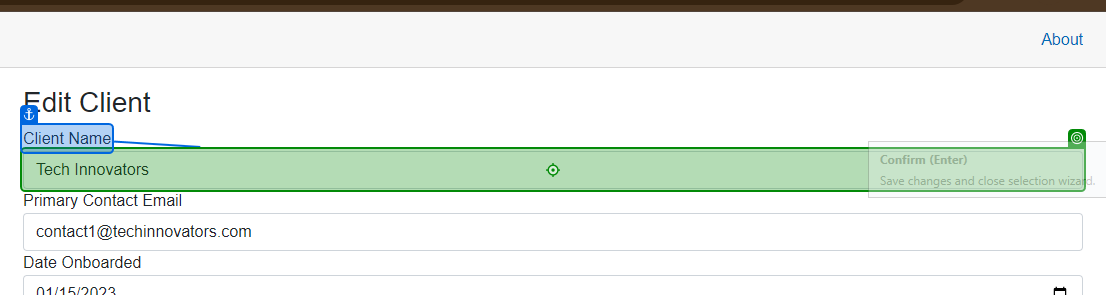 About
Edit Client
Client Name
Tech Innovators
Confirm (Enter)
Save changes and close selection wizard.
Primary Contact Email
contact1@techinnovators.com
Date Onboarded
01/15/2023